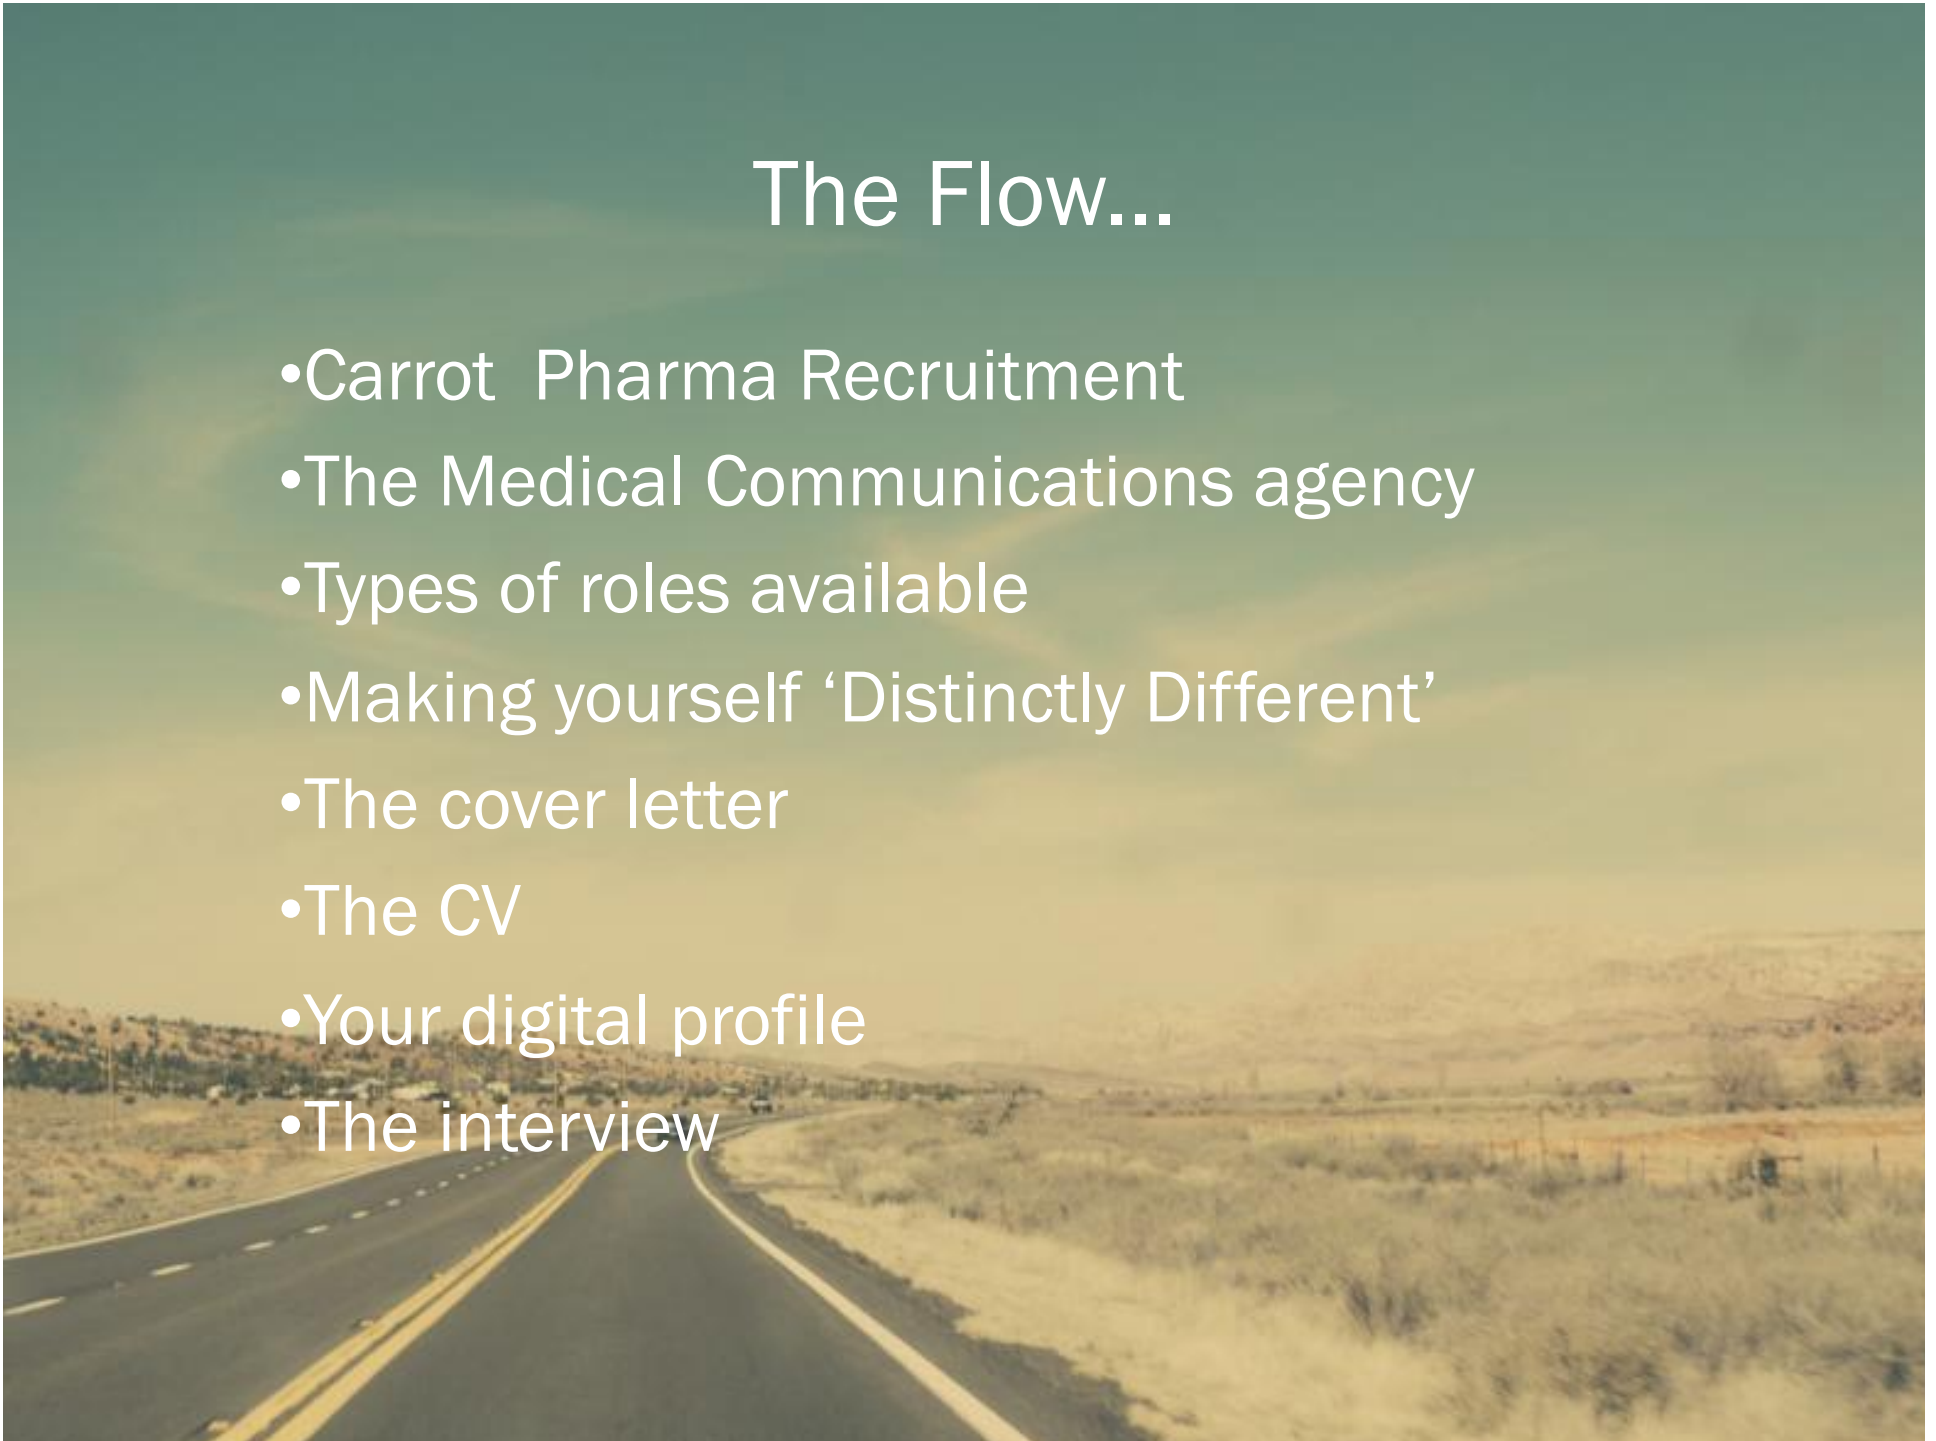 The Flow...
•Carrot  Pharma Recruitment
•The Medical Communications agency
•Types of roles available
•Making yourself ‘Distinctly Different’
•The cover letter
•The CV
•Your digital profile
•The interview